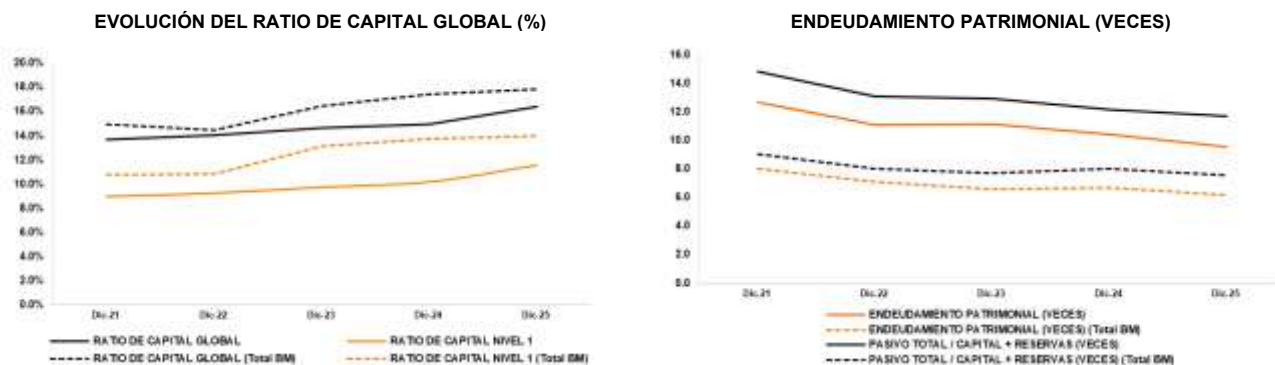 EVOLUCIÓN DEL RATIO DE CAPITAL GLOBAL (%)
20.0%
18.0%
16.0%
14.0%
12.0%
10.0%
8.0%
6.0%
4.0%
2.0%
0.0%
Dic-21 Dic-22 Dic-23 Dic-24 Dic-25
RATIO DE CAPITAL GLOBAL RATIO DE CAPITAL NIVEL 1
RATIO DE CAPITAL GLOBAL (Total BM) RATIO DE CAPITAL NIVEL 1 (Total BM)
ENDEUDAMIENTO PATRIMONIAL (VECES)
16.0
14.0
12.0
10.0
8.0
6.0
4.0
2.0
0.0
Dic-21 Dic-22 Dic-23 Dic-24 Dic-25
ENDEUDAMIENTO PATRIMONIAL (VECES)
ENDEUDAMIENTO PATRIMONIAL (VECES) (Total BM)
PASIVO TOTAL / CAPITAL + RESERVAS (VECES)
PASIVO TOTAL / CAPITAL + RESERVAS (VECES) (Total BM)